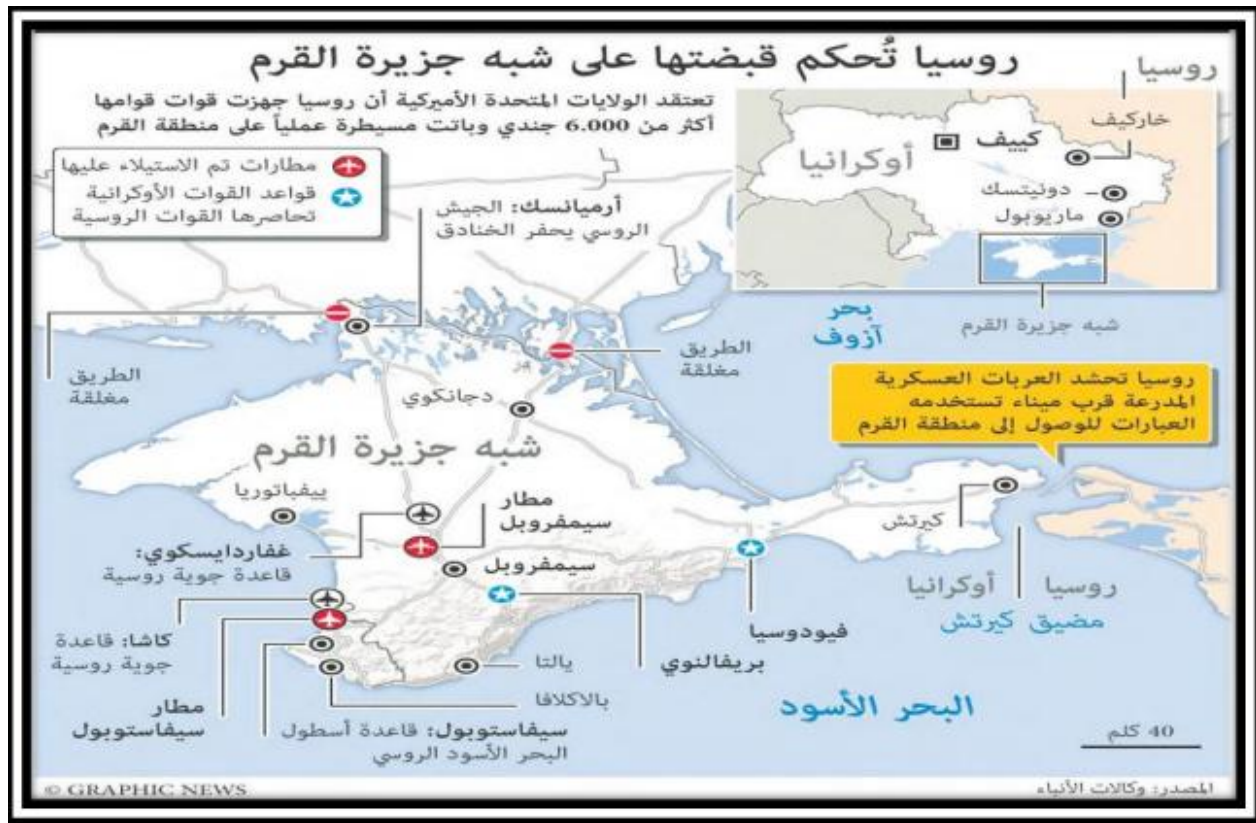 روسيا تُحكم قبضتها على شبه جزيرة القرم
تعتقد الولايات المتحدة الأميركية أن روسيا جهزت قوات قوامها
أكثر من 6.000 جندي وباتت مسيطرة عملياً على منطقة القرم
مطارات تم الاستيلاء عليها
قواعد القوات الأوكرانية
تحاصرها القوات الروسية
روسيا
خاركيف
كييف
أوكرانيا
دونيتسك
ماريوبول
شبه جزيرة القرم
أرميانسك: الجيش
الروسي يحفر الخنادق
بحر
آزوف
الطريق
مغلقة
الطريق
مغلقة
روسيا تحشد العربات العسكرية
المدرعة قرب ميناء تستخدمه
العبارات للوصول إلى منطقة القرم
دجانكوي
شبه جزيرة القرم
ييفباتوريا
مطار
سيمفروبل
كيرتش
غفاردايسكوي:
قاعدة جوية روسية
سيمفروبل
روسيا
أوكرانيا
مضيق كيرتش
كاشا: قاعدة
جوية روسية
فيودوسيا
بريفالنوي
يالتا
بالاكلافا
مطار
سيفاستوبول
سيفاستوبول: قاعدة أسطول
البحر الأسود الروسي
البحر الأسود
40 كلم
المصدر: وكالات الأنباء
© GRAPHIC NEWS